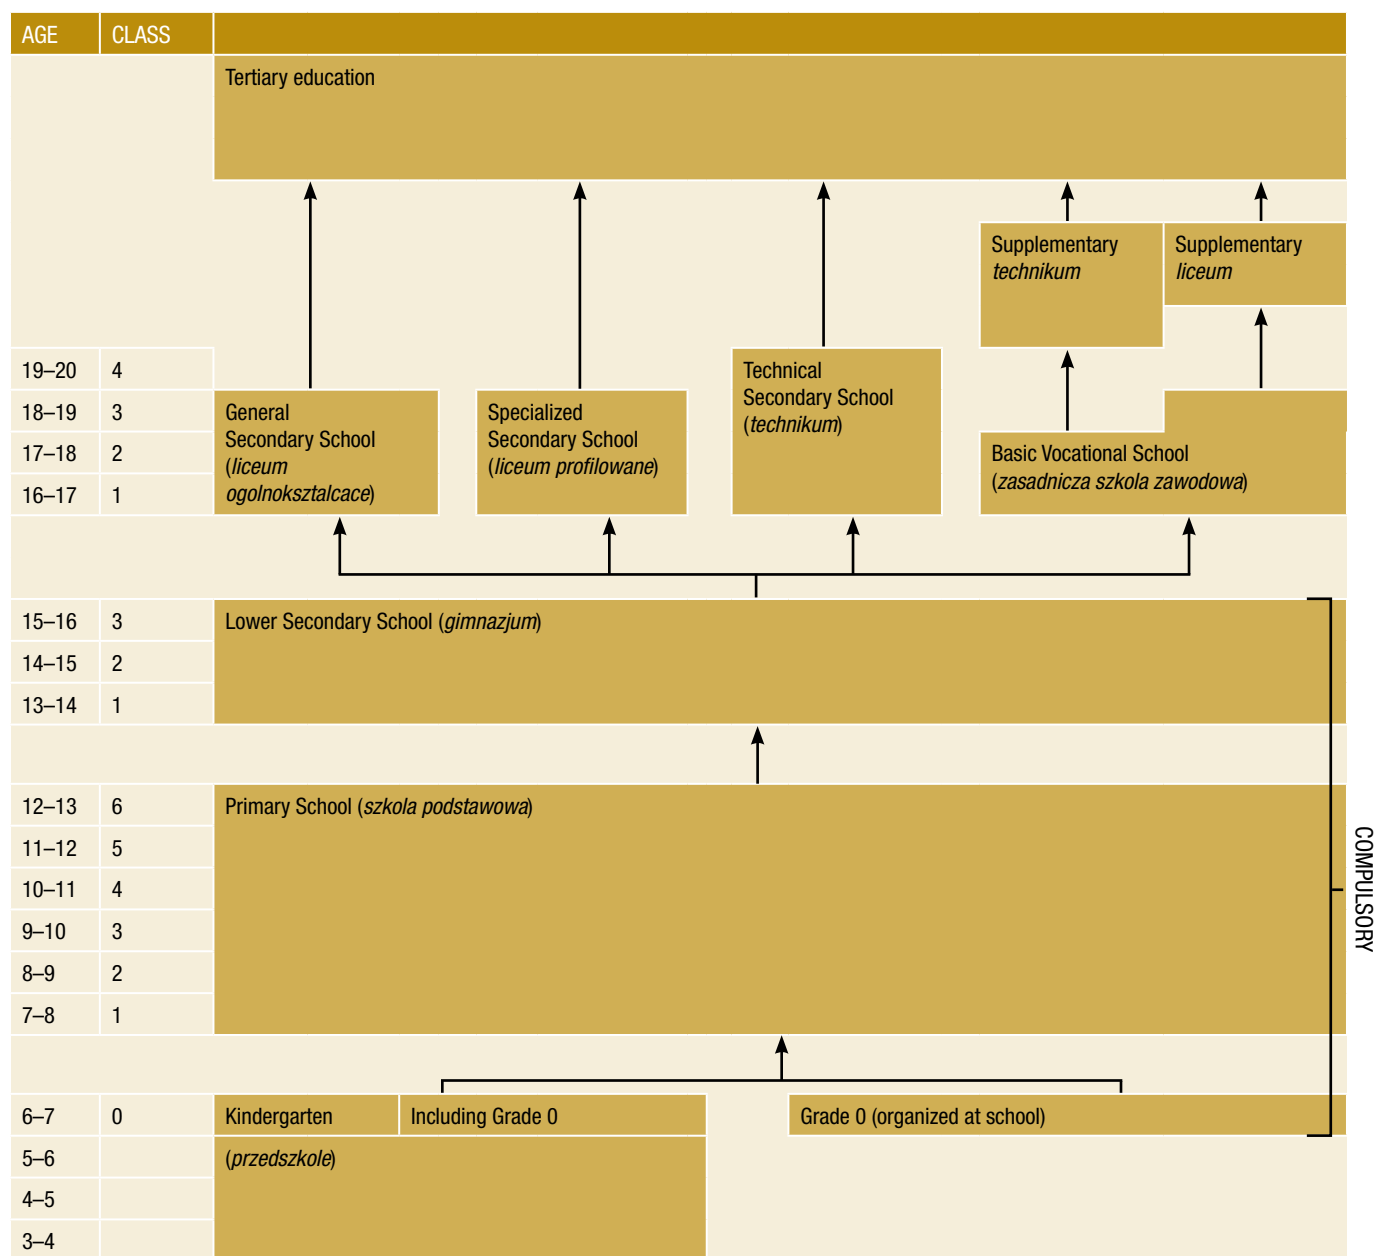 AGE CLASS
Tertiary education
Supplementary
technikum
Supplementary
liceum
19–20 4
18–19 3
17–18 2
16–17 1
General
Secondary School
(liceum
ogolnoksztalcace)
Specialized
Secondary School
(liceum profilowane)
Technical
Secondary School
(technikum)
Basic Vocational School
(zasadnicza szkola zawodowa)
15–16 3 Lower Secondary School (gimnazjum)
14–15 2
13–14 1
12–13 6 Primary School (szkola podstawowa)
11–12 5
10–11 4
9–10 3
8–9 2
7–8 1
COMPULSORY
6–7 0 Kindergarten Including Grade 0 Grade 0 (organized at school)
5–6 (przedszkole)
4–5
3–4